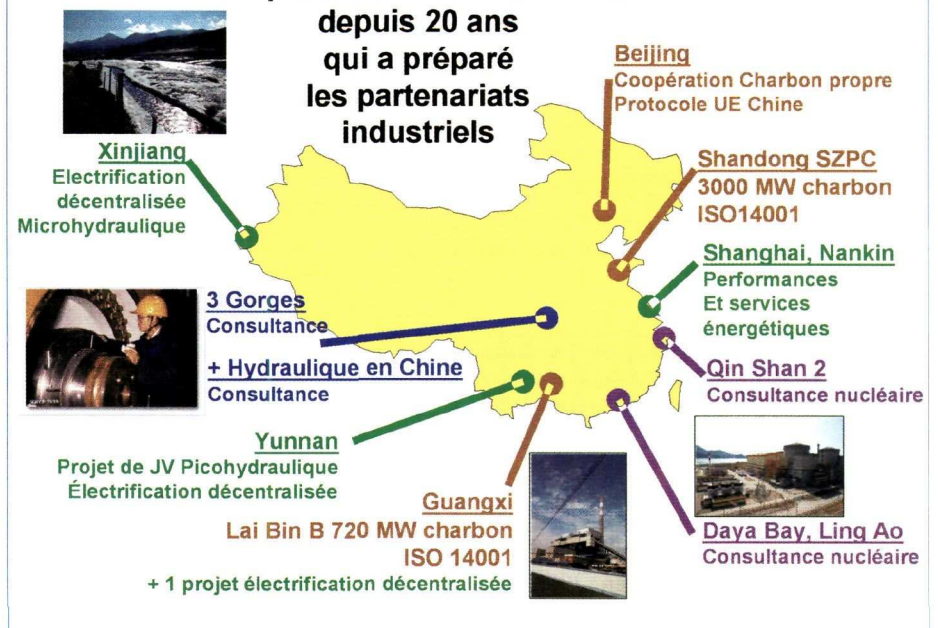 depuis 20 ans
qui a préparé
les partenariats
industriels
Beijing
Coopération Charbon propre
Protocole UE Chine
Xinjiang
Electrification
décentralisée
Microhydraulique
Shandong SZPC
3000 MW charbon
ISO14001
Shanghai, Nankin
Performances
Et services
énergétiques
3 Gorges
Consultance
+ Hydraulique en Chine
Consultance
Qin Shan 2
Consultance nucléaire
Yunnan
Projet de JV Picohydraulique
Électrification décentralisée
Guangxi
Lai Bin B 720 MW charbon
ISO 14001
+ 1 projet électrification décentralisée
Daya Bay, Ling Ao
Consultance nucléaire